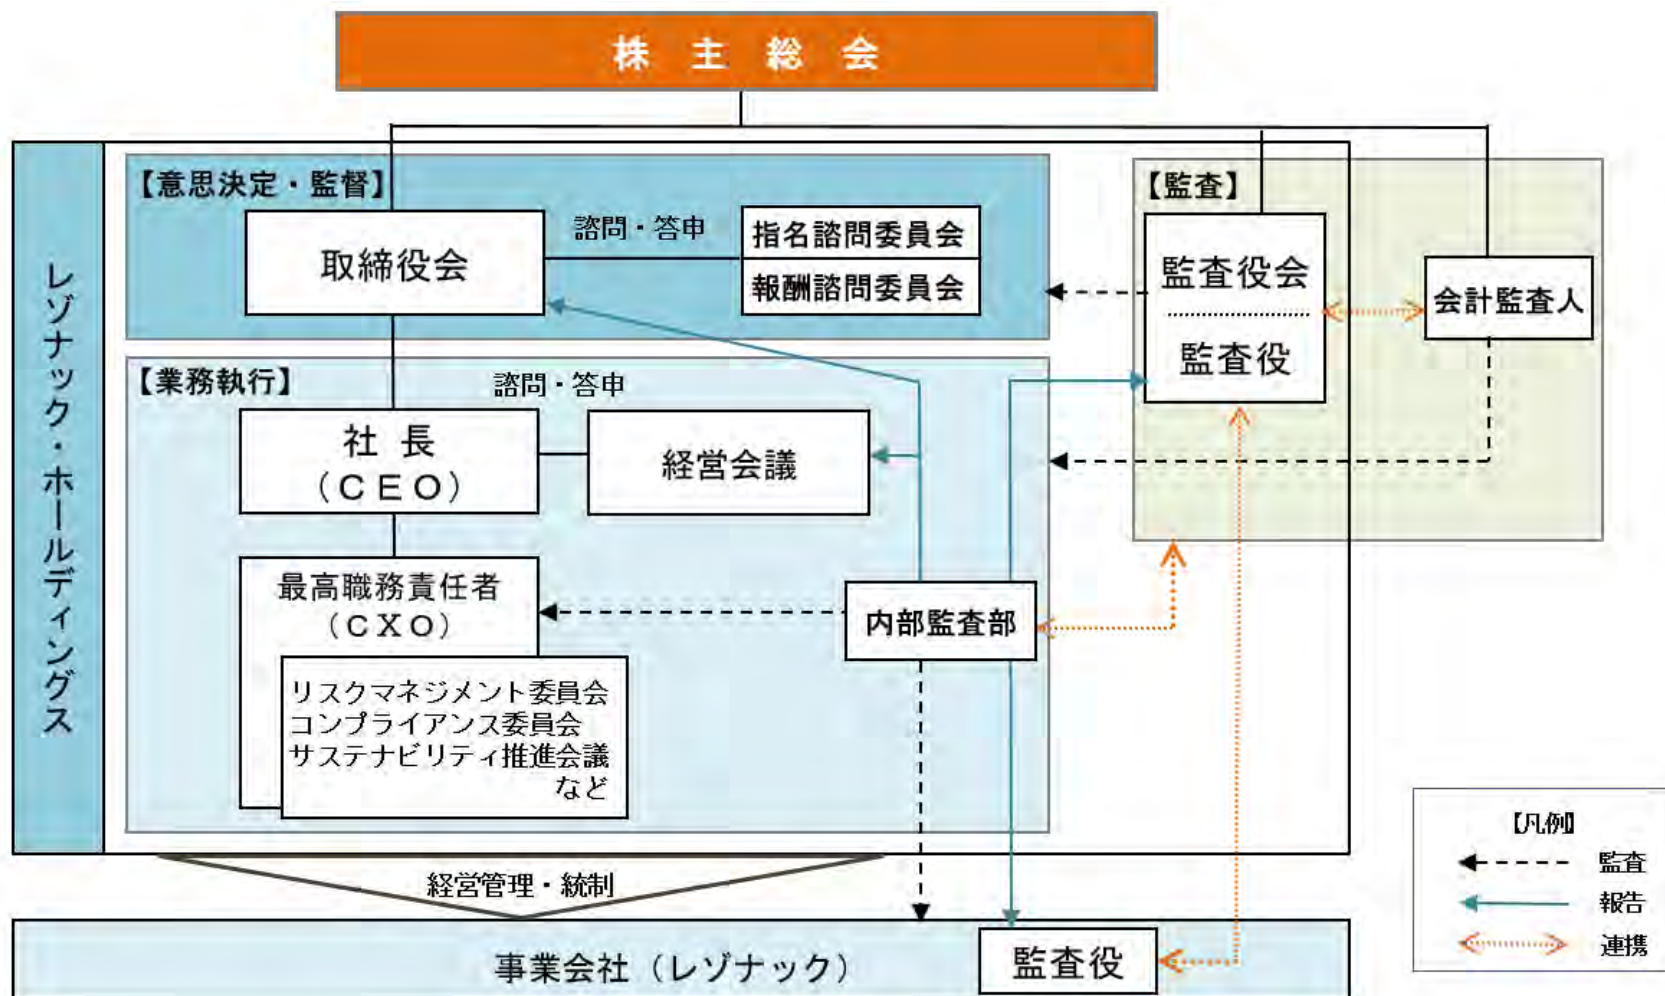 株 主 総 会
レゾナック・ホールディングス
【意思決定・監督】
取締役会
諮問・答申
指名諮問委員会
報酬諮問委員会
【監査】
監査役会
監査役
会計監査人
【業務執行】
諮問・答申
社 長
（ＣＥＯ）
経営会議
最高職務責任者
（ＣＸＯ）
リスクマネジメント委員会
コンプライアンス委員会
サステナビリティ推進会議
など
内部監査部
経営管理・統制
事業会社（レゾナック）
監査役
【凡例】
監査
報告
連携